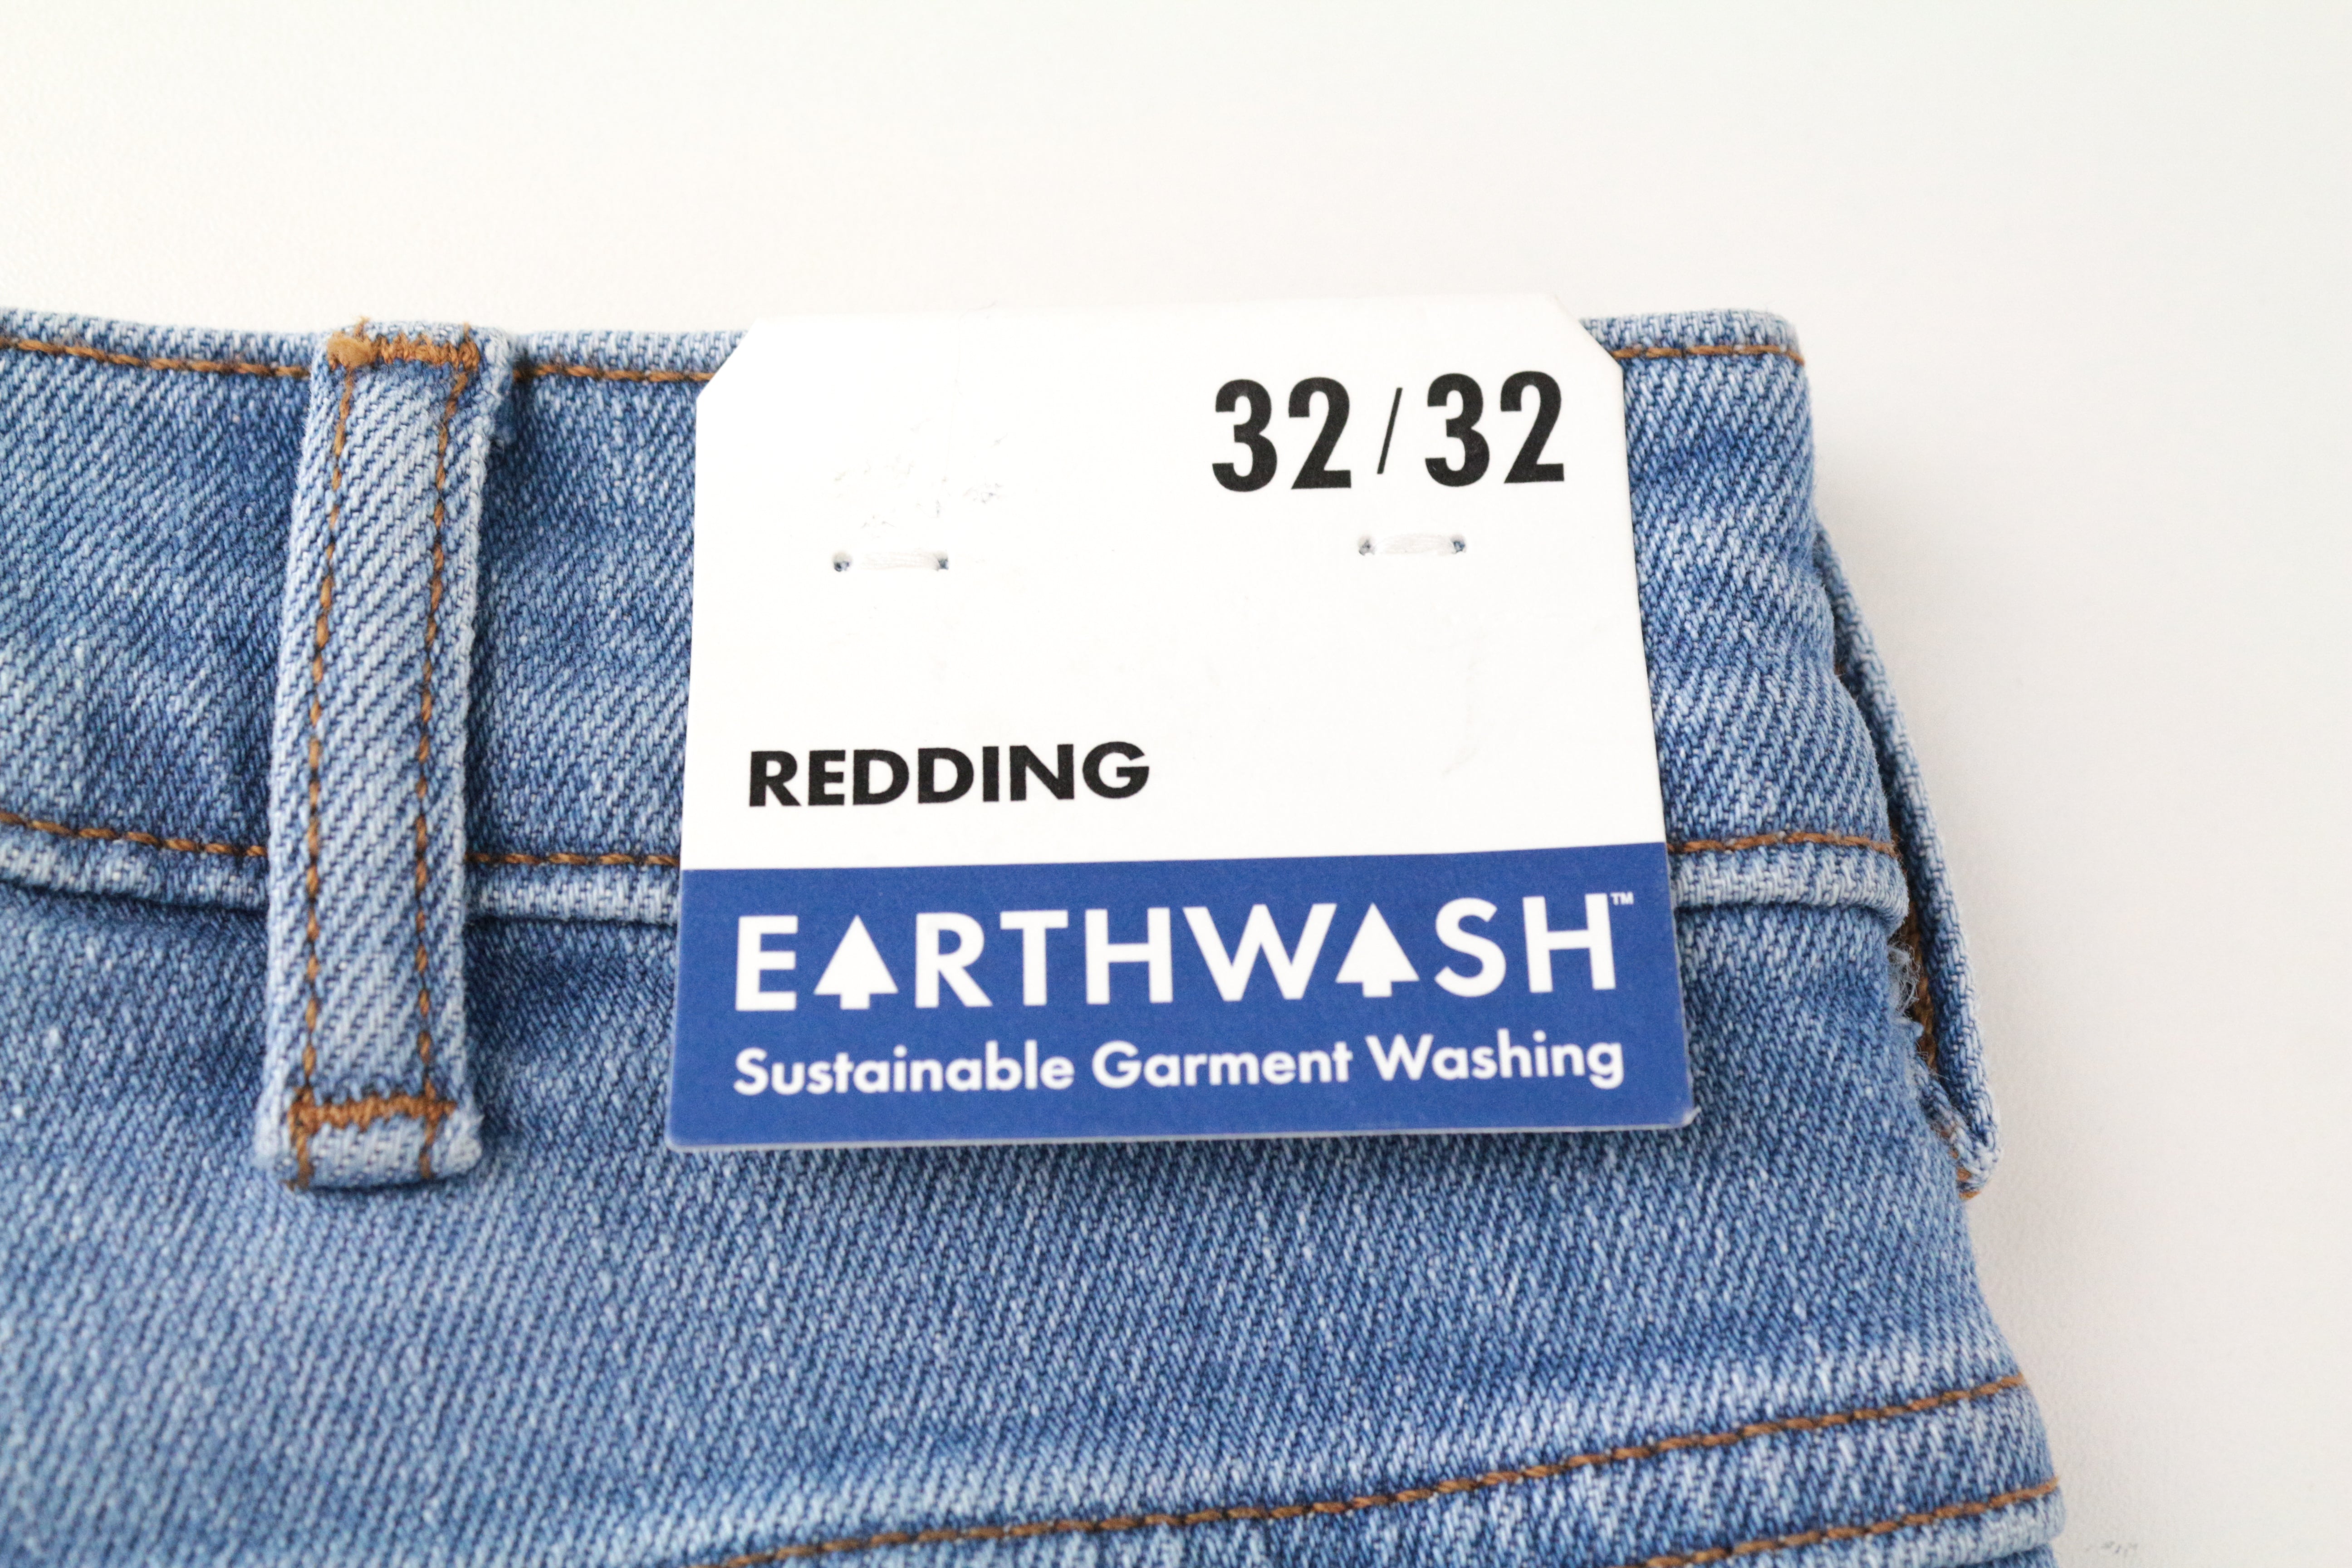 32/32
REDDING
EARTHWASH™
Sustainable Garment Washing